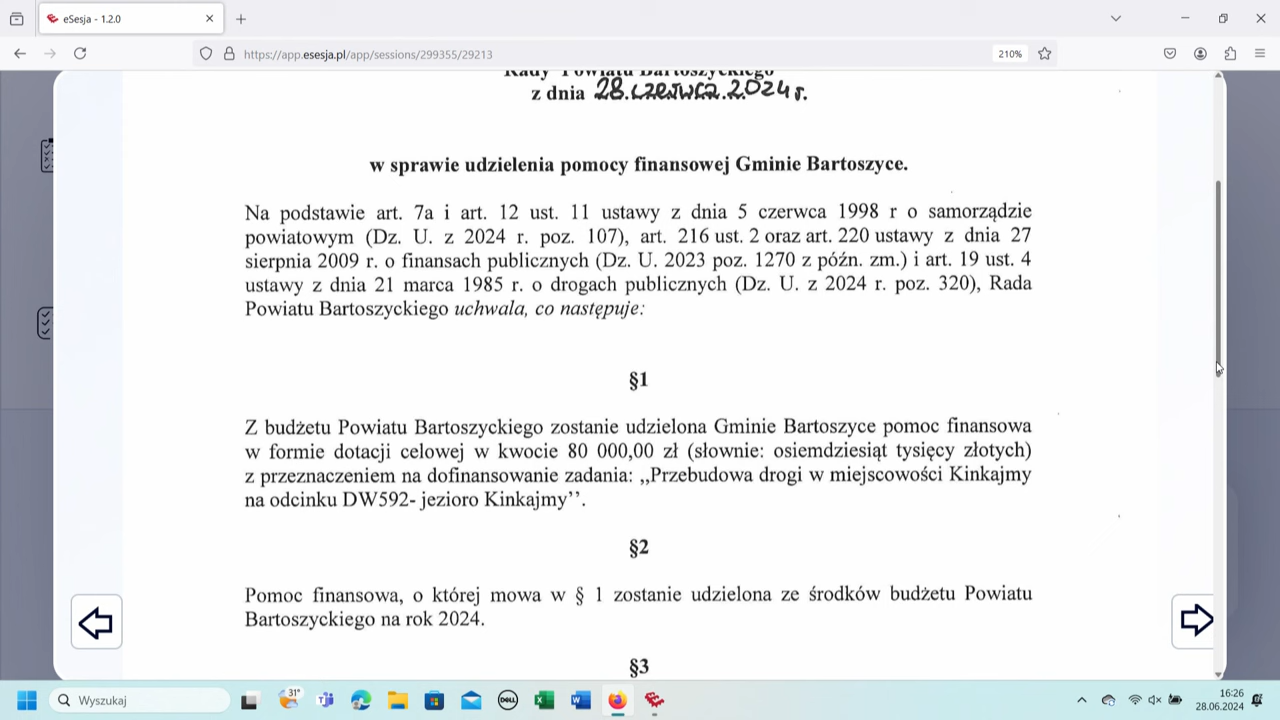 eSesja - 1.2.0
https://app.esesja.pl/app/sessions/299355/29213
210%
Rady Powiatu Bartoszyckiego
z dnia 28.czerwca.2024 r.
w sprawie udzielenia pomocy finansowej Gminie Bartoszyce.
Na podstawie art. 7a i art. 12 ust. 11 ustawy z dnia 5 czerwca 1998 r o samorządzie
powiatowym (Dz. U. z 2024 r. poz. 107), art. 216 ust. 2 oraz art. 220 ustawy z dnia 27
sierpnia 2009 r. o finansach publicznych (Dz. U. 2023 poz. 1270 z późn. zm.) i art. 19 ust. 4
ustawy z dnia 21 marca 1985 r. o drogach publicznych (Dz. U. z 2024 r. poz. 320), Rada
Powiatu Bartoszyckiego uchwala, co następuje:
§1
Z budżetu Powiatu Bartoszyckiego zostanie udzielona Gminie Bartoszyce pomoc finansowa
w formie dotacji celowej w kwocie 80 000,00 zł (słownie: osiemdziesiąt tysięcy złotych)
z przeznaczeniem na dofinansowanie zadania: ,,Przebudowa drogi w miejscowości Kinkajmy
na odcinku DW592- jezioro Kinkajmy’’.
§2
Pomoc finansowa, o której mowa w § 1 zostanie udzielona ze środków budżetu Powiatu
Bartoszyckiego na rok 2024.
§3
Wyszukaj
31°
DELL
16:26
28.06.2024